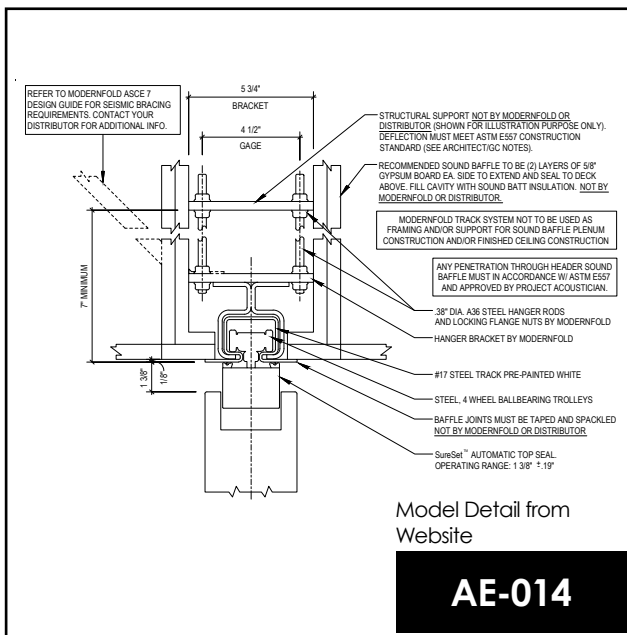 REFER TO MODERNFOLD ASCE 7
DESIGN GUIDE FOR SEISMIC BRACING
REQUIREMENTS. CONTACT YOUR
DISTRIBUTOR FOR ADDITIONAL INFO.
5 3/4"
BRACKET
4 1/2"
GAGE
7" MINIMUM
1 3/8"
1/8"
STRUCTURAL SUPPORT NOT BY MODERNFOLD OR
DISTRIBUTOR (SHOWN FOR ILLUSTRATION PURPOSE ONLY).
DEFLECTION MUST MEET ASTM E557 CONSTRUCTION
STANDARD (SEE ARCHITECT/GC NOTES).
RECOMMENDED SOUND BAFFLE TO BE (2) LAYERS OF 5/8"
GYPSUM BOARD EA. SIDE TO EXTEND AND SEAL TO DECK
ABOVE. FILL CAVITY WITH SOUND BATT INSULATION. NOT BY
MODERNFOLD OR DISTRIBUTOR.
MODERNFOLD TRACK SYSTEM NOT TO BE USED AS
FRAMING AND/OR SUPPORT FOR SOUND BAFFLE PLENUM
CONSTRUCTION AND/OR FINISHED CEILING CONSTRUCTION
ANY PENETRATION THROUGH HEADER SOUND
BAFFLE MUST IN ACCORDANCE W/ ASTM E557
AND APPROVED BY PROJECT ACOUSTICIAN.
.38" DIA. A36 STEEL HANGER RODS
AND LOCKING FLANGE NUTS BY MODERNFOLD
HANGER BRACKET BY MODERNFOLD
#17 STEEL TRACK PRE-PAINTED WHITE
STEEL, 4 WHEEL BALLBEARING TROLLEYS
BAFFLE JOINTS MUST BE TAPED AND SPACKLED
NOT BY MODERNFOLD OR DISTRIBUTOR
SureSet™ AUTOMATIC TOP SEAL.
OPERATING RANGE: 1 3/8" ±.19"
Model Detail from
Website
AE-014